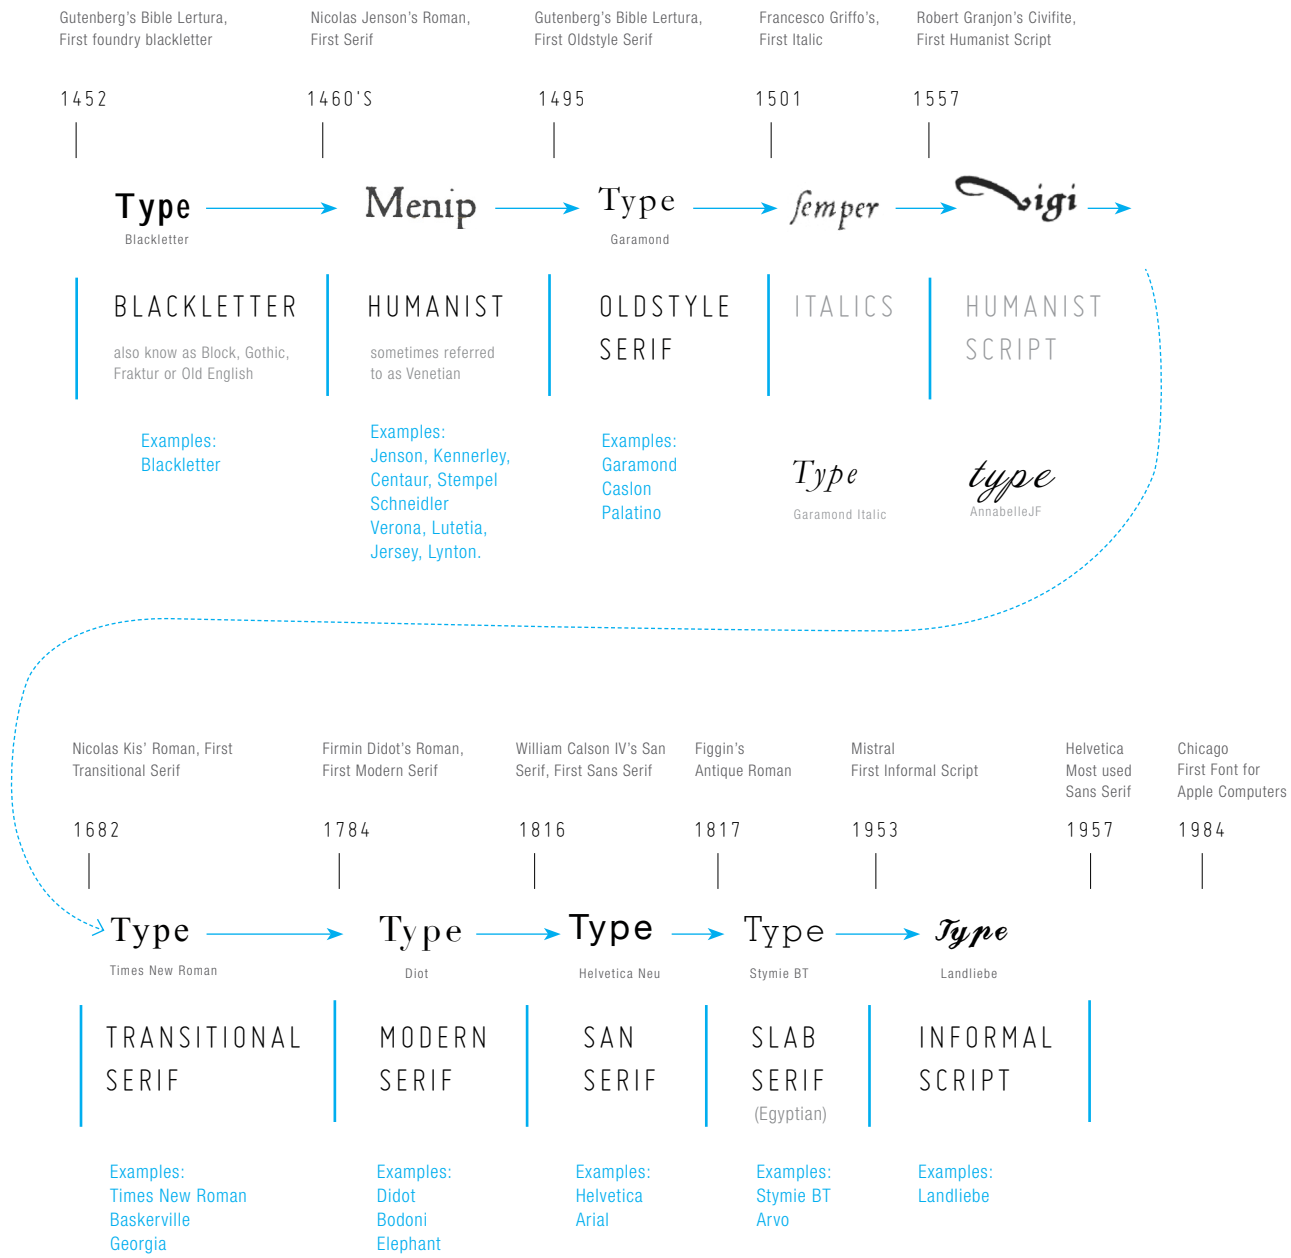 Gutenberg's Bible Lertura,
First foundry blackletter
Nicolas Jenson's Roman,
First Serif
Gutenberg's Bible Lertura,
First Oldstyle Serif
Francesco Griffo's,
First Italic
Robert Granjon's Civifite,
First Humanist Script
1452
1460'S
1495
1501
1557
Type
Blackletter
Menip
Type
Garamond
ſemper
Vigi
BLACKLETTER
also know as Block, Gothic,
Fraktur or Old English
HUMANIST
sometimes referred
to as Venetian
OLDSTYLE
SERIF
ITALICS
HUMANIST
SCRIPT
Examples:
Blackletter
Examples:
Jenson, Kennerley,
Centaur, Stempel
Schneidler
Verona, Lutetia,
Jersey, Lynton.
Examples:
Garamond
Caslon
Palatino
Type
Garamond Italic
type
AnnabelleJF
Nicolas Kis' Roman, First
Transitional Serif
Firmin Didot's Roman,
First Modern Serif
William Calson IV's San
Serif, First Sans Serif
Figgin's
Antique Roman
Mistral
First Informal Script
Helvetica
Most used
Sans Serif
Chicago
First Font for
Apple Computers
1682
1784
1816
1817
1953
1957
1984
Type
Times New Roman
Type
Diot
Type
Helvetica Neu
Type
Stymie BT
Type
Landliebe
TRANSITIONAL
SERIF
MODERN
SERIF
SAN
SERIF
SLAB
SERIF
(Egyptian)
INFORMAL
SCRIPT
Examples:
Times New Roman
Baskerville
Georgia
Examples:
Didot
Bodoni
Elephant
Examples:
Helvetica
Arial
Examples:
Stymie BT
Arvo
Examples:
Landliebe